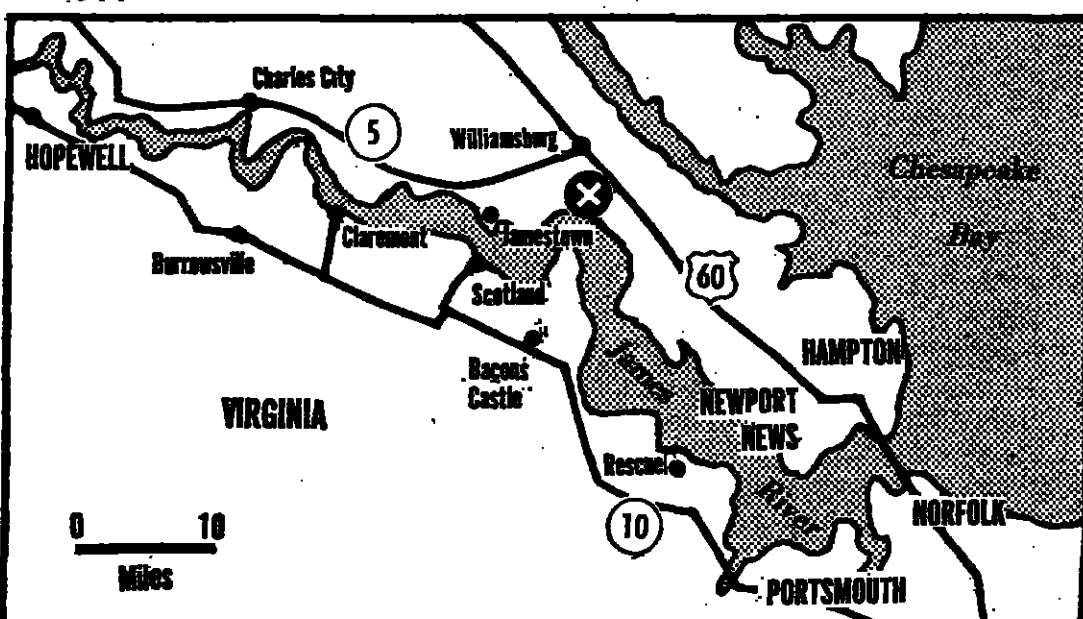 Charles City
5
Williamsburg
HOPEWELL
Chesapeake
Bay
Claremont
Jamestown
Burrowsville
Scotland
60
HAMPTON
James
Bacons
Castle
NEWPORT
NEWS
VIRGINIA
Rescue
River
NORFOLK
10
0 10
Miles
PORTSMOUTH